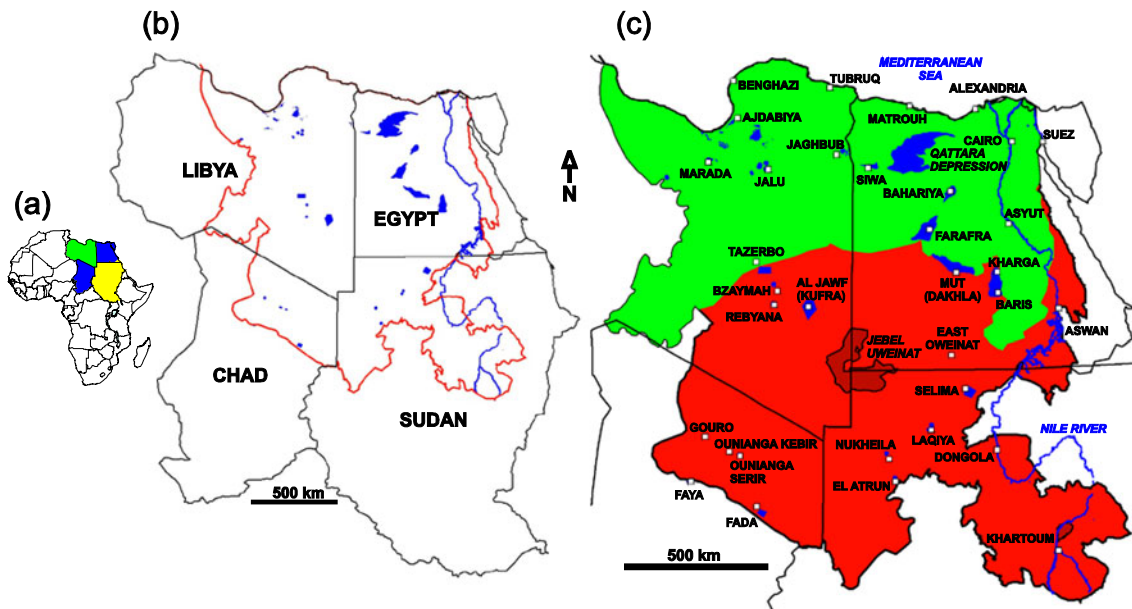 (a)
(b)
LIBYA
EGYPT
CHAD
SUDAN
500 km
(c)
MEDITERRANEAN
SEA
N
BENGHAZI
TUBRUQ
ALEXANDRIA
AJDABIYA
MATROUH
CAIRO
SUEZ
JAGHBUB
QATTARA
DEPRESSION
MARADA
JALU
SIWA
BAHARIYA
ASYUT
FARAFRA
TAZERBO
KHARGA
BZAYMAH
AL JAWF
(KUFRA)
MUT
(DAKHLA)
REBYANA
BARIS
ASWAN
JEBEL
UWEINAT
EAST
OWEINAT
SELIMA
GOURO
OUNIANGA KEBIR
OUNIANGA
SERIR
NUKHEILA
LAQIYA
NILE RIVER
DONGOLA
FAYA
EL ATRUN
FADA
KHARTOUM
500 km